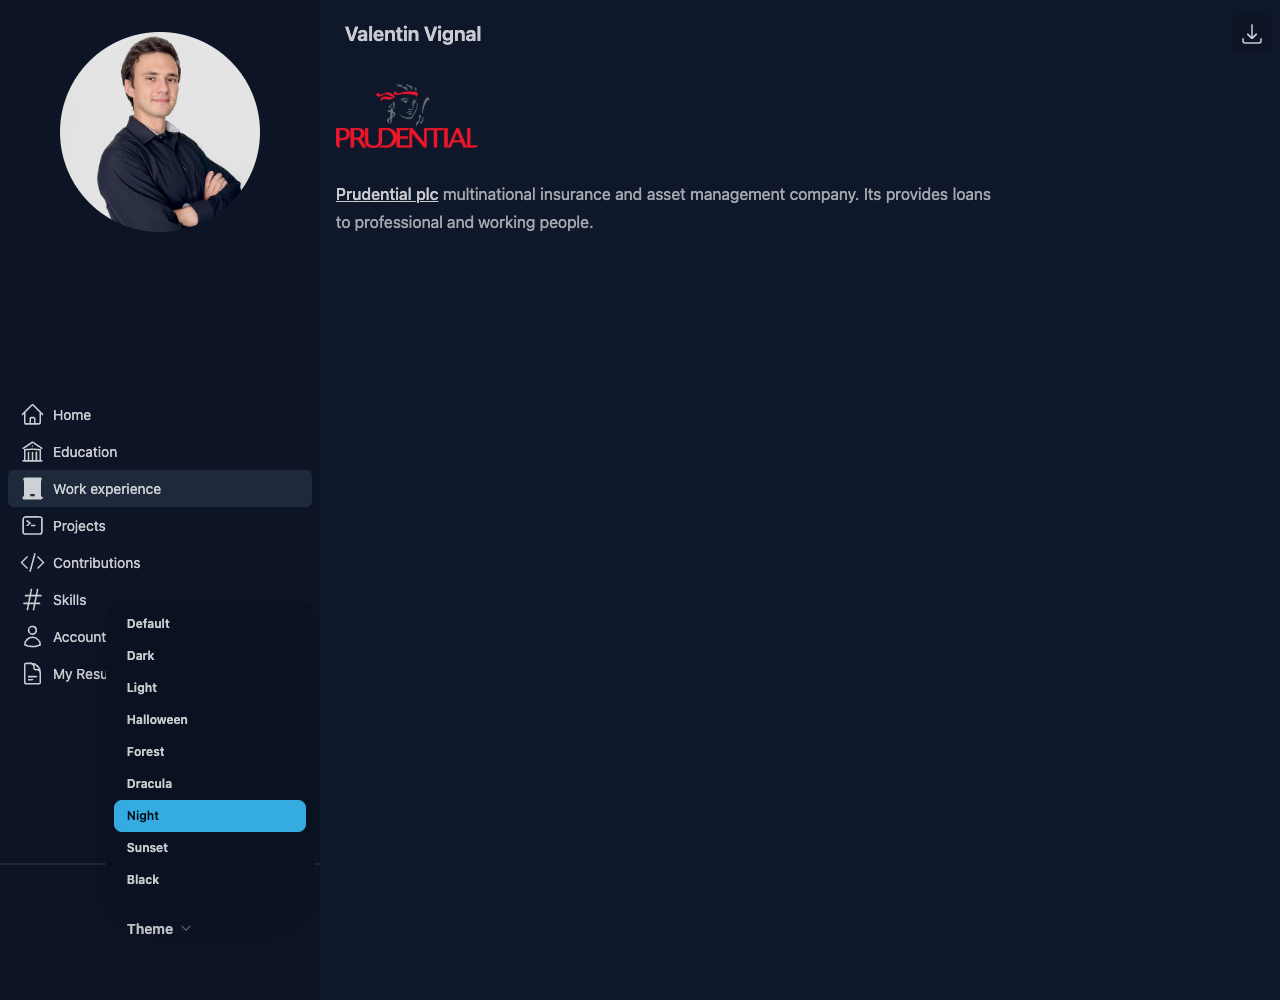 Valentin Vignal
PRUDENTIAL
Prudential plc multinational insurance and asset management company. Its provides loans
to professional and working people.
Home
Education
Work experience
Projects
Contributions
Skills
Account
My Resu
Default
Dark
Light
Halloween
Forest
Dracula
Night
Sunset
Black
Theme